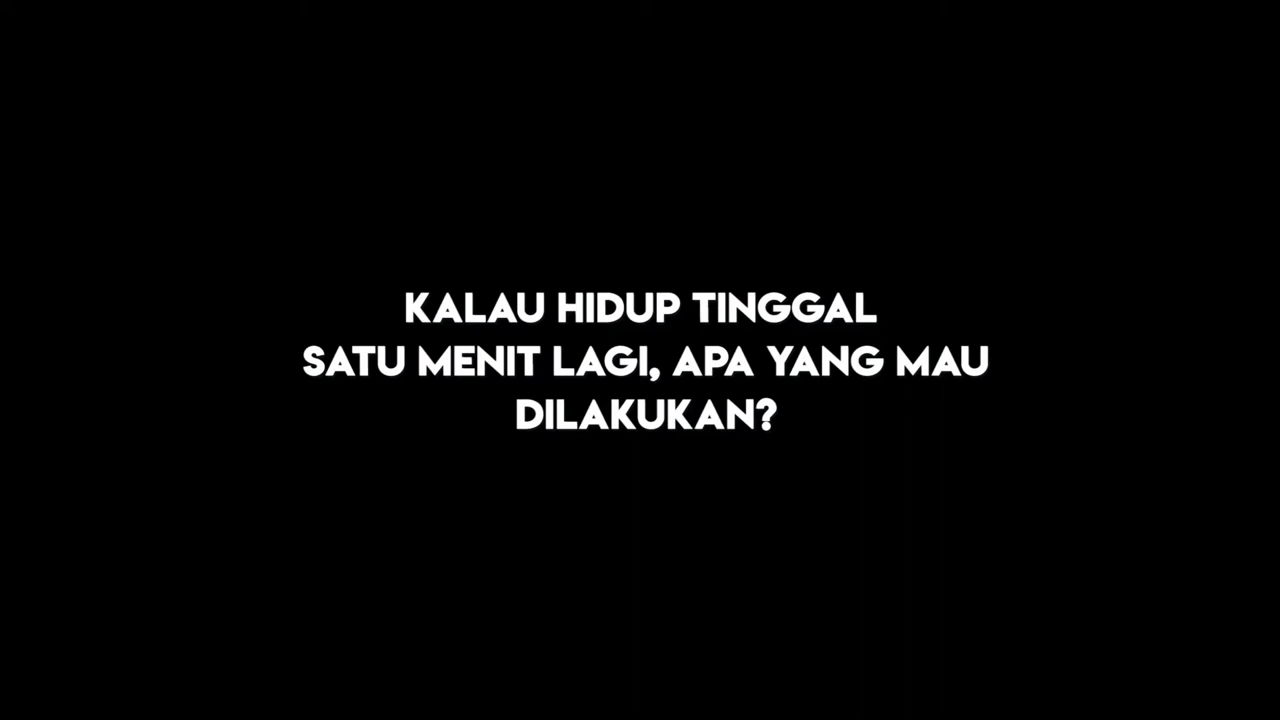 KALAU HIDUP TINGGAL
SATU MENIT LAGI, APA YANG MAU
DILAKUKAN?